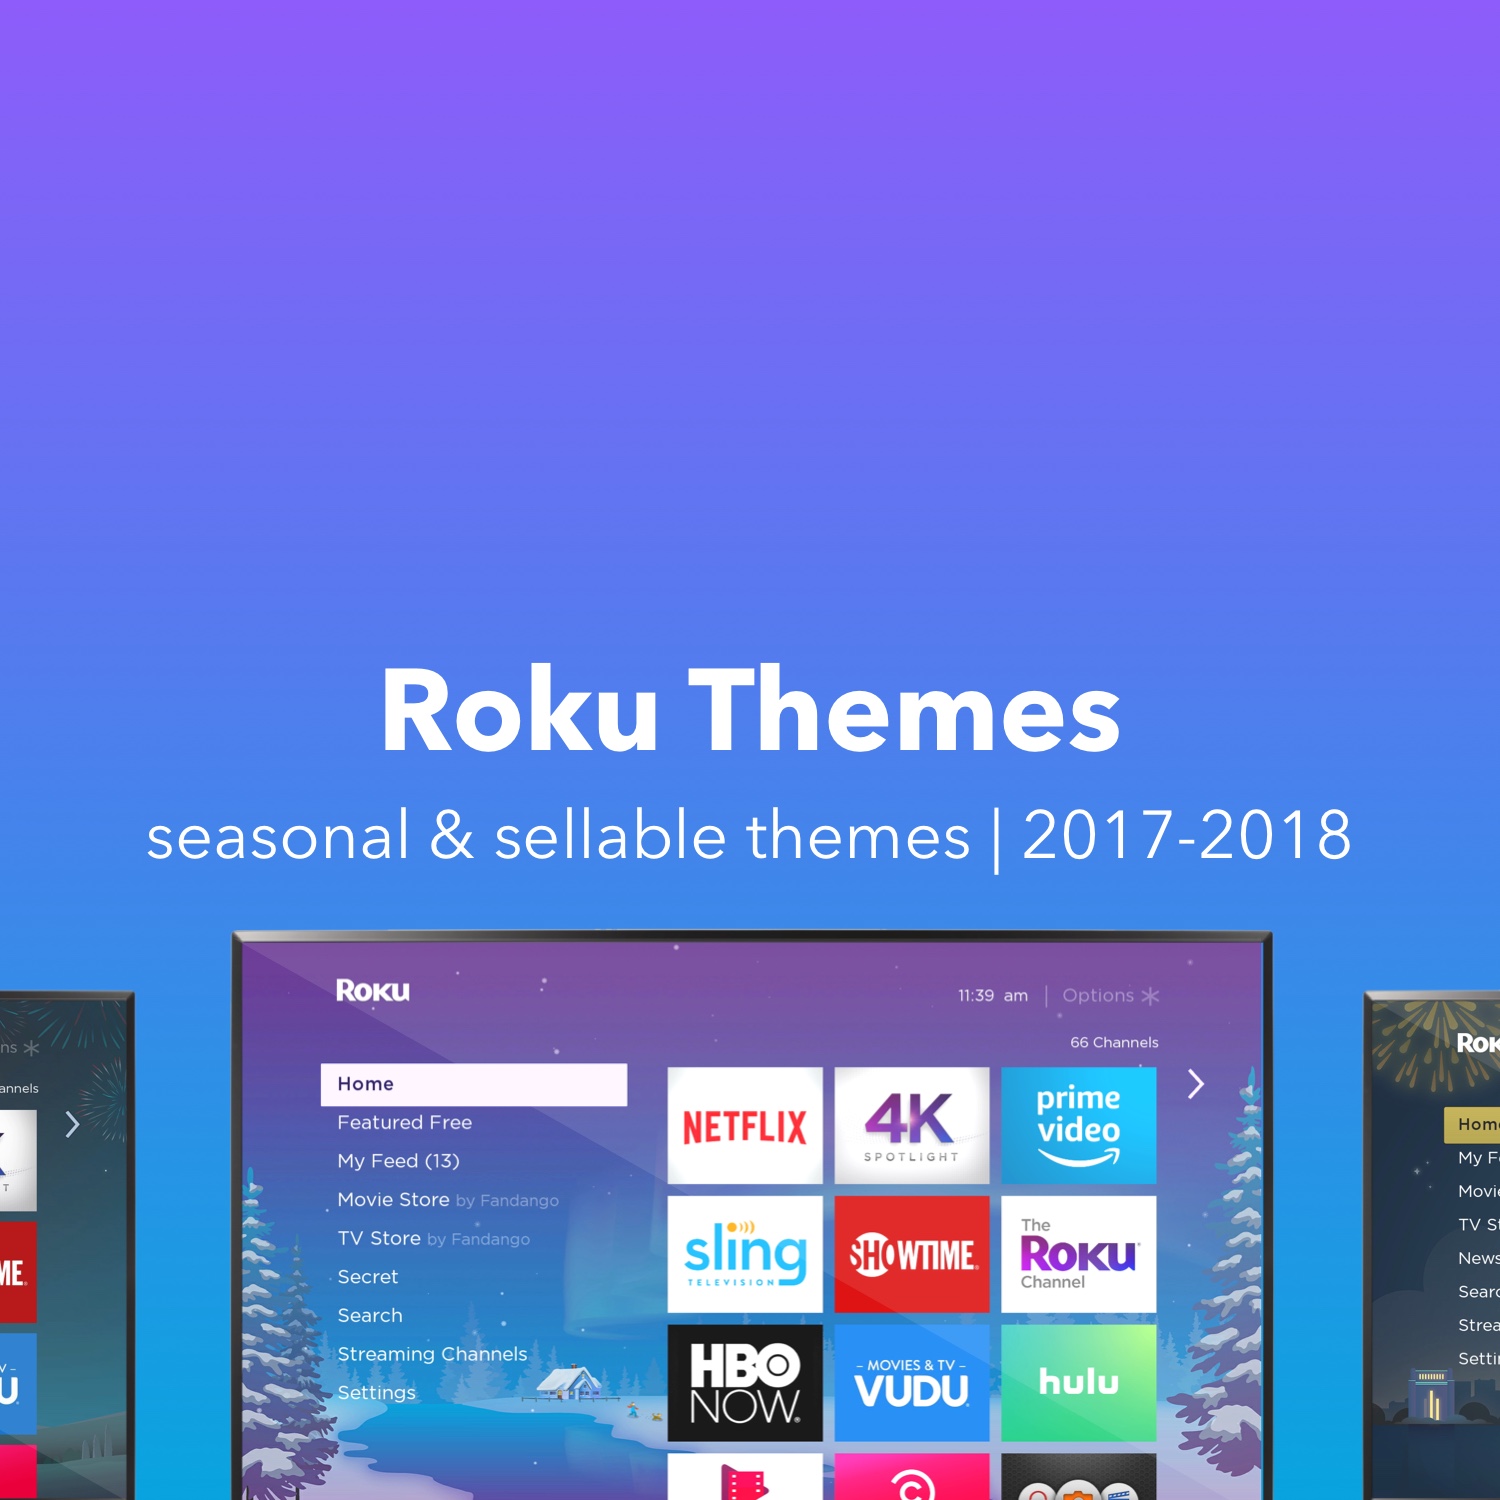 Roku Themes
seasonal & sellable themes | 2017-2018
Roku
11:39 am | Options
66 Channels
Home
Featured Free
My Feed (13)
Movie Store by Fandango
TV Store by Fandango
Secret
Search
Streaming Channels
Settings
NETFLIX
4K
SPOTLIGHT
prime
video
sling
TELEVISION
SHOWTIME
The
Roku
Channel
HBO
NOW
- MOVIES & TV -
VUDU
hulu
ns
annels
T
ME
V -
U
Rok
Home
My F
Movi
TV St
News
Searc
Strea
Setti